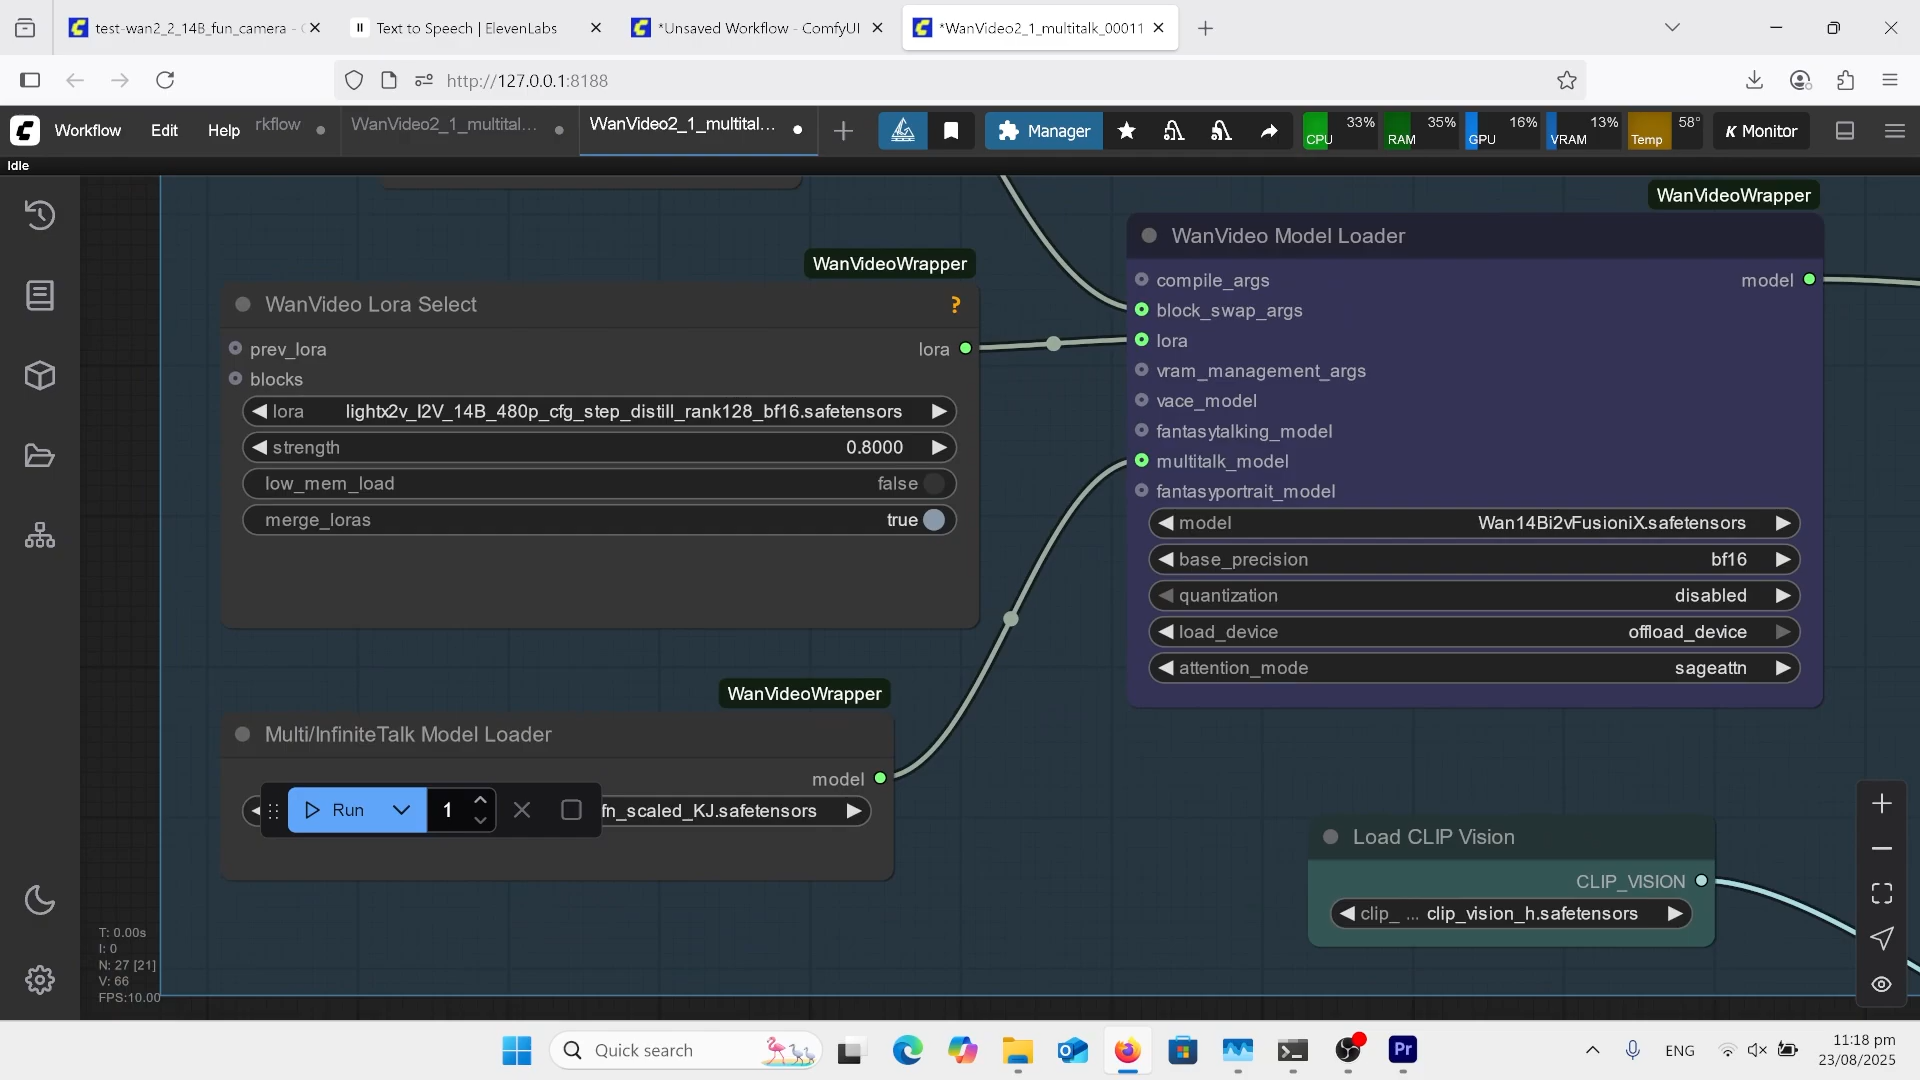 test-wan2_2_14B_fun_camera - C
Text to Speech | ElevenLabs
*Unsaved Workflow - ComfyUI
*WanVideo2_1_multitalk_00011
http://127.0.0.1:8188
Workflow
Edit
Help
rkflow
WanVideo2_1_multital...
WanVideo2_1_multital...
Manager
CPU 33%
RAM 35%
GPU 16%
VRAM 13%
Temp 58°
Monitor
Idle
WanVideoWrapper
WanVideo Model Loader
compile_args
model
block_swap_args
lora
vram_management_args
vace_model
fantasytalking_model
multitalk_model
fantasyportrait_model
model Wan14Bi2vFusioniX.safetensors
base_precision bf16
quantization disabled
load_device offload_device
attention_mode sageattn
WanVideoWrapper
WanVideo Lora Select
?
prev_lora
lora
blocks
lora lightx2v_I2V_14B_480p_cfg_step_distill_rank128_bf16.safetensors
strength 0.8000
low_mem_load false
merge_loras true
WanVideoWrapper
Multi/InfiniteTalk Model Loader
model
Run
1
fn_scaled_KJ.safetensors
Load CLIP Vision
CLIP_VISION
clip_ ... clip_vision_h.safetensors
T: 0.00s
I: 0
N: 27 [21]
V: 66
FPS:10.00
Quick search
Pr
ENG
11:18 pm
23/08/2025